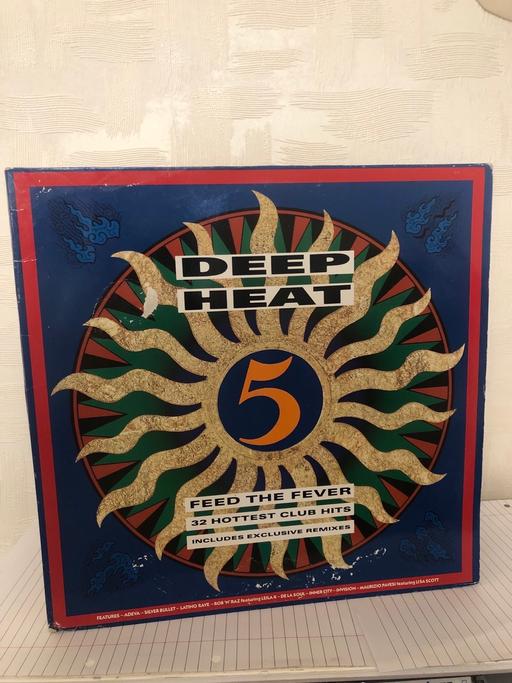 DEEP
HEAT
5
FEED THE FEVER
32 HOTTEST CLUB HITS
INCLUDES EXCLUSIVE REMIXES
FEATURES - ADEVA - SILVER BULLET - LATINO RAVE - ROB 'N' RAZ featuring LEILA K - DE LA SOUL - INNER CITY - INVISION - MAURIZIO PAVESI featuring LISA SCOTT